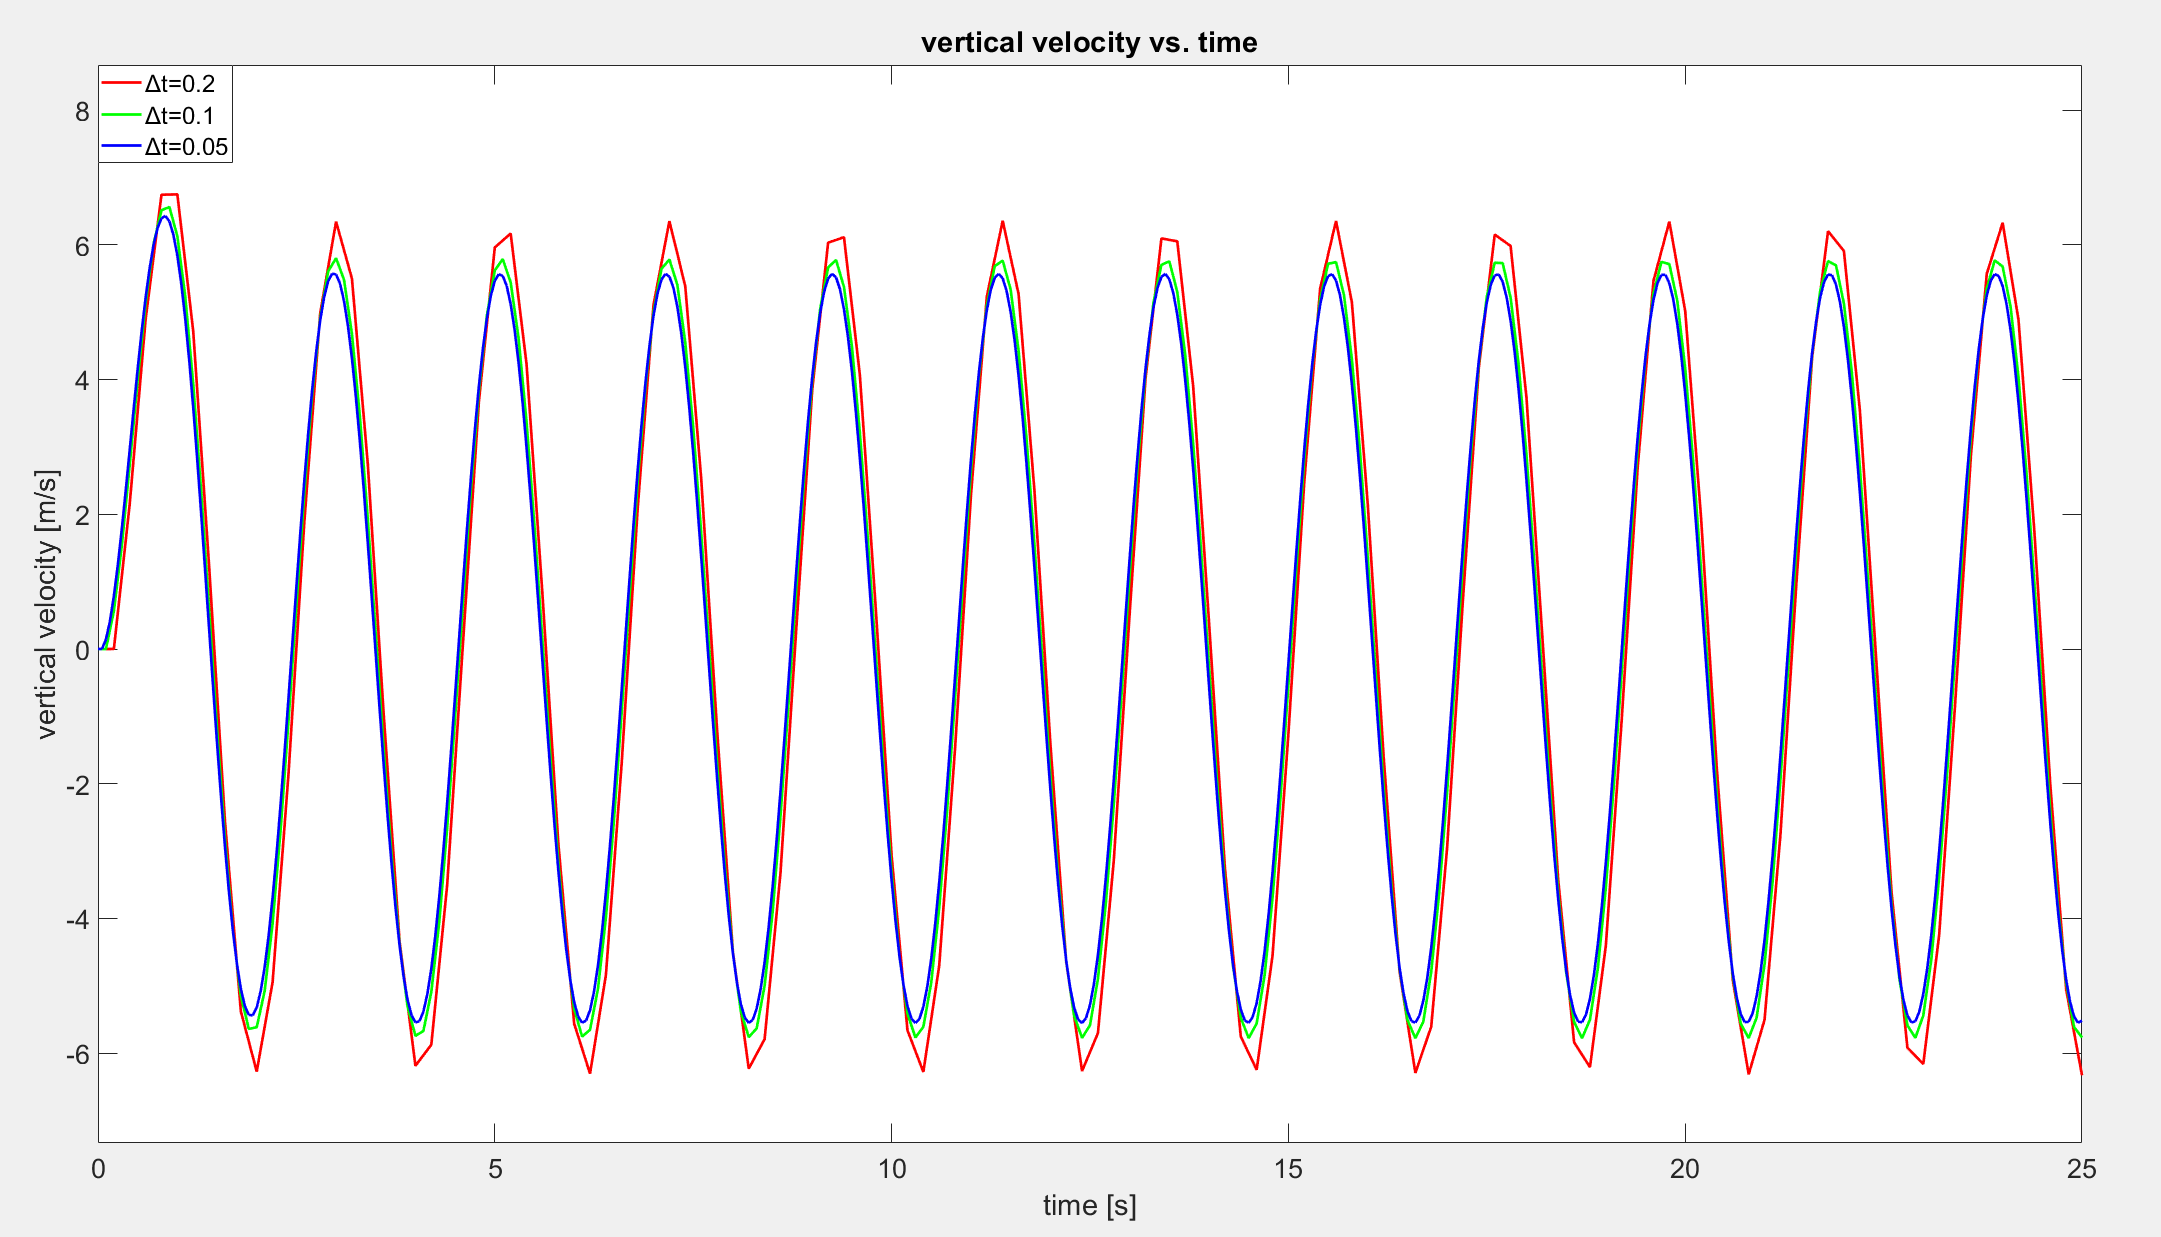 vertical velocity vs. time
Δt=0.2
Δt=0.1
Δt=0.05
8
6
4
2
0
-2
-4
-6
vertical velocity [m/s]
0 5 10 15 20 25
time [s]